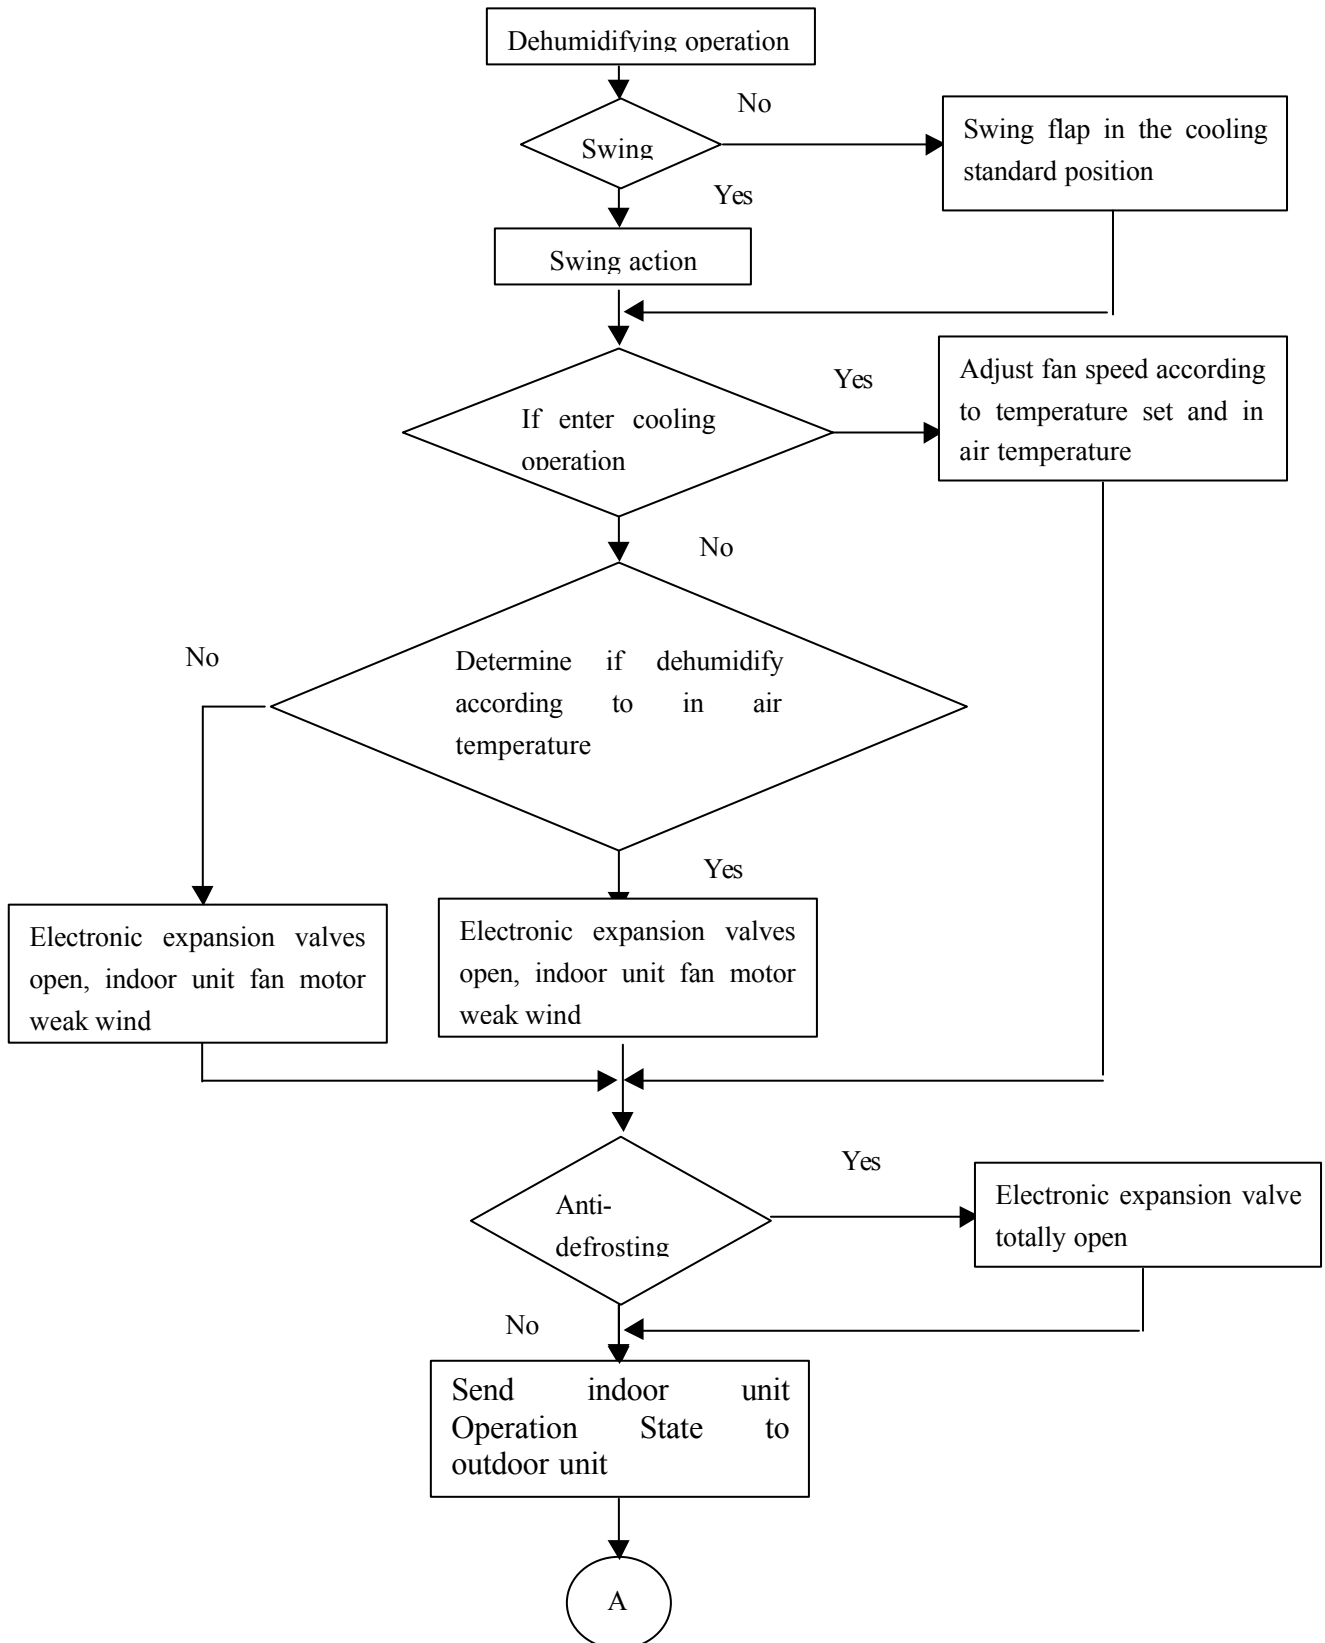 Dehumidifying operation
No
Swing
Swing flap in the cooling
standard position
Yes
Swing action
Yes
Adjust fan speed according
to temperature set and in
air temperature
If enter cooling
operation
No
No
Determine if dehumidify
according to in air
temperature
Yes
Electronic expansion valves
open, indoor unit fan motor
weak wind
Electronic expansion valves
open, indoor unit fan motor
weak wind
Yes
Anti-
defrosting
Electronic expansion valve
totally open
No
Send indoor unit
Operation State to
outdoor unit
A